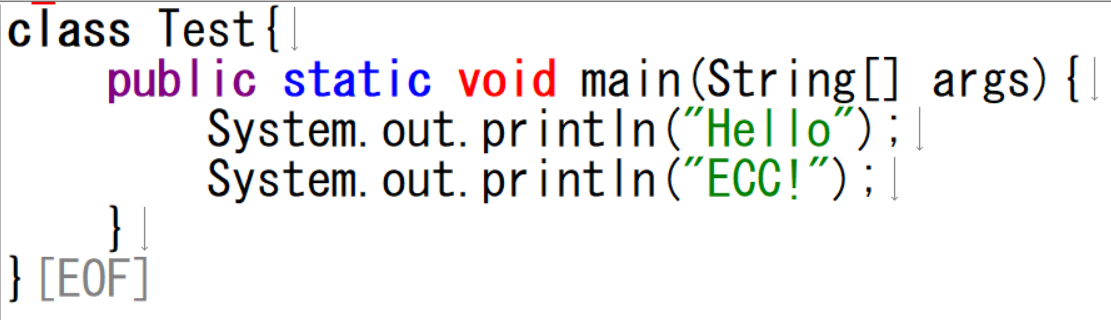 class Test{↓
    public static void main(String[] args){↓
        System.out.println("Hello");↓
        System.out.println("ECC!");↓
    }↓
}[EOF]